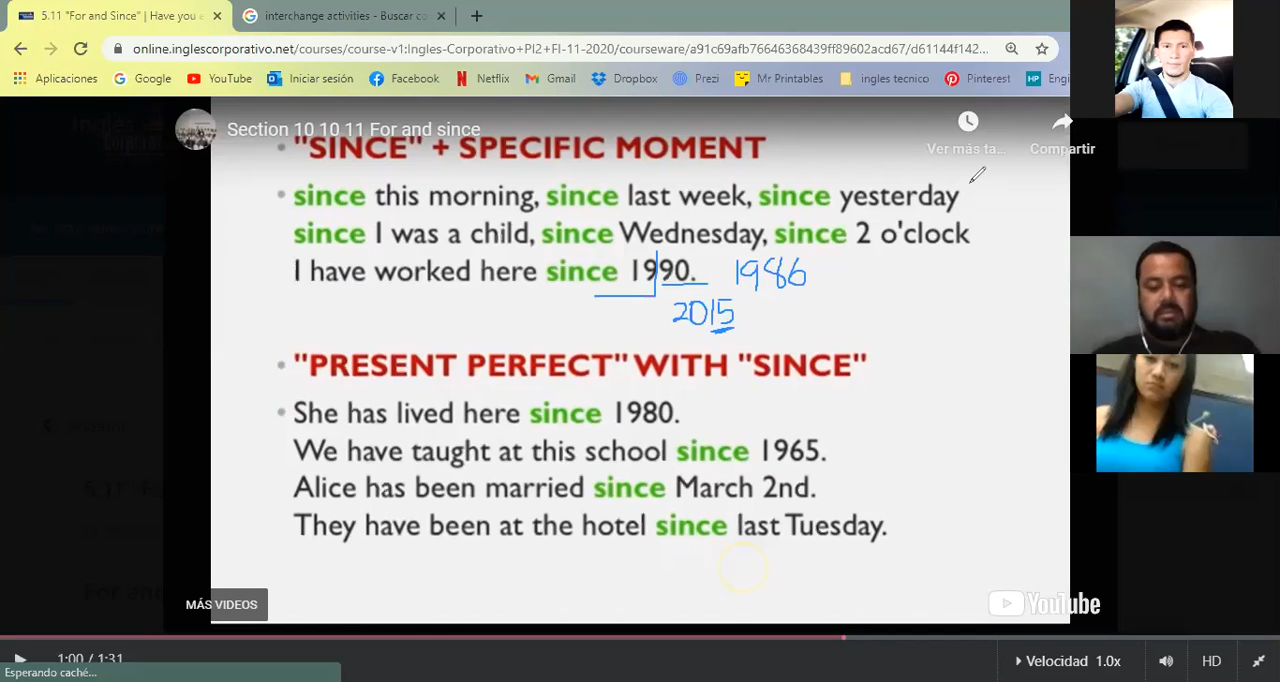 5.11 "For and Since" | Have you e
interchange activities - Buscar co
online.inglescorporativo.net/courses/course-v1:Ingles-Corporativo+PI2+FI-11-2020/courseware/a91c69afb76646368439ff89602acd67/d61144f142...
Aplicaciones Google YouTube Iniciar sesión Facebook Netflix Gmail Dropbox Prezi Mr Printables ingles tecnico Pinterest HP Engl
Section 10 10 11 For and since
Ver más ta... Compartir
"SINCE" + SPECIFIC MOMENT
since this morning, since last week, since yesterday
since I was a child, since Wednesday, since 2 o'clock
I have worked here since 1990. 1986
2015
"PRESENT PERFECT" WITH "SINCE"
She has lived here since 1980.
We have taught at this school since 1965.
Alice has been married since March 2nd.
They have been at the hotel since last Tuesday.
MÁS VIDEOS
YouTube
1:00 / 1:31
Velocidad 1.0x HD
Esperando caché...